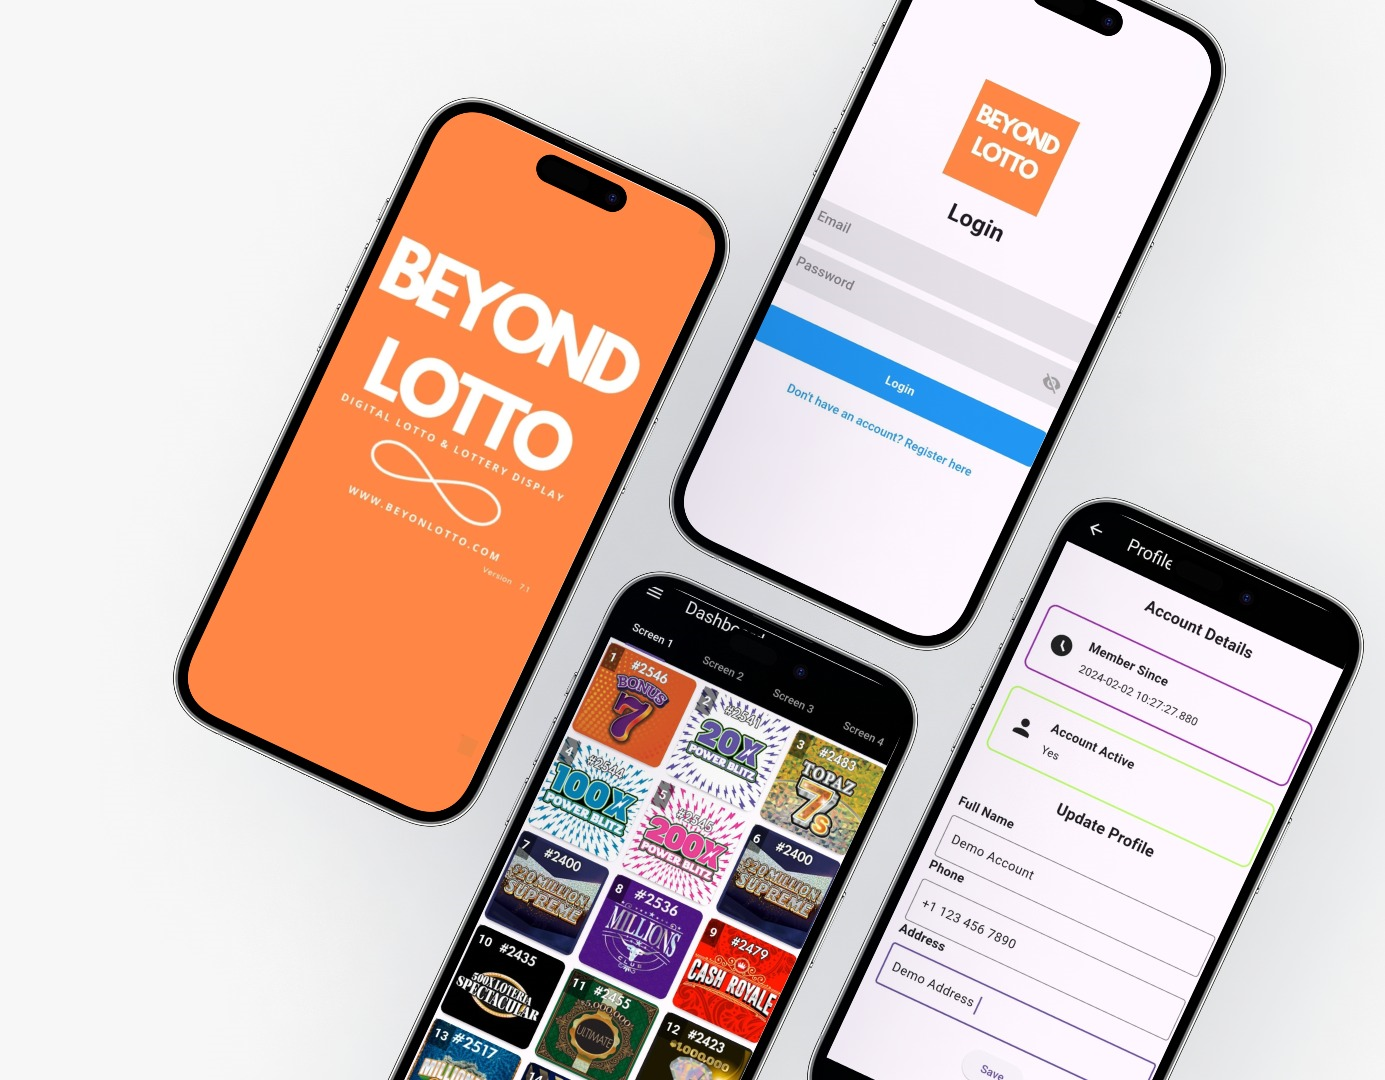 BEYOND
LOTTO
DIGITAL LOTTO & LOTTERY DISPLAY
WWW.BEYONLOTTO.COM
Version 7.1
BEYOND
LOTTO
Login
Email
Password
Login
Don't have an account? Register here
Screen 1
Screen 2
Screen 3
Screen 4
1 #2546
BONUS
7
2 #2541
20X
POWER BLITZ
3 #2483
TOPAZ
7s
4 #2544
100X
POWER BLITZ
5 #2545
200X
POWER BLITZ
6 #2400
$20 MILLION
SUPREME
7 #2400
$20 MILLION
SUPREME
8 #2536
MILLIONS
CLUB
9 #2479
CASH ROYALE
10 #2435
500X LOTERIA
SPECTACULAR
11 #2455
$5,000,000
ULTIMATE
12 #2423
$1,000,000
13 #2517
14
Profile
Account Details
Member Since
2024-02-02 10:27:27.880
Account Active
Yes
Update Profile
Full Name
Demo Account
Phone
+1 123 456 7890
Address
Demo Address
Save